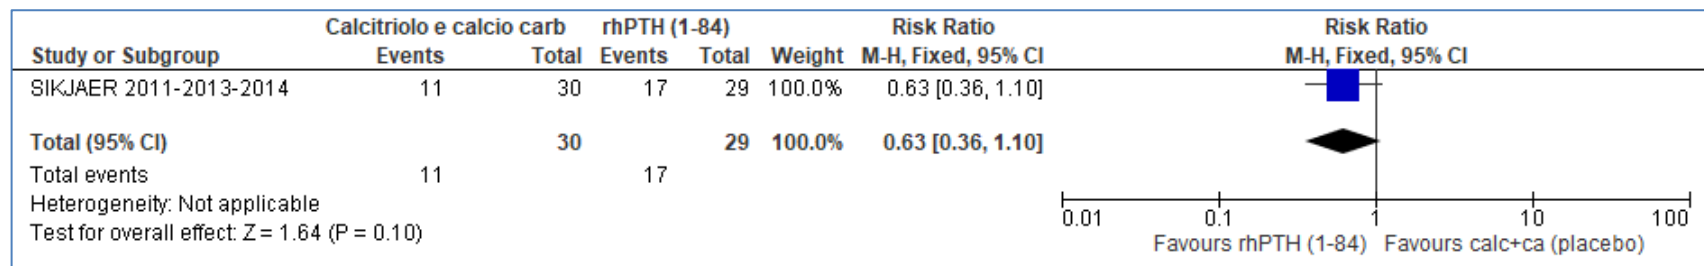 Calcitriolo e calcio carb rhPTH (1-84) Risk Ratio Risk Ratio
Study or Subgroup Events Total Events Total Weight M-H, Fixed, 95% CI M-H, Fixed, 95% CI
SIKJAER 2011-2013-2014 11 30 17 29 100.0% 0.63 [0.36, 1.10]
Total (95% CI) 30 29 100.0% 0.63 [0.36, 1.10]
Total events 11 17
Heterogeneity: Not applicable
Test for overall effect: Z = 1.64 (P = 0.10)
0.01 0.1 1 10 100
Favours rhPTH (1-84) Favours calc+ca (placebo)